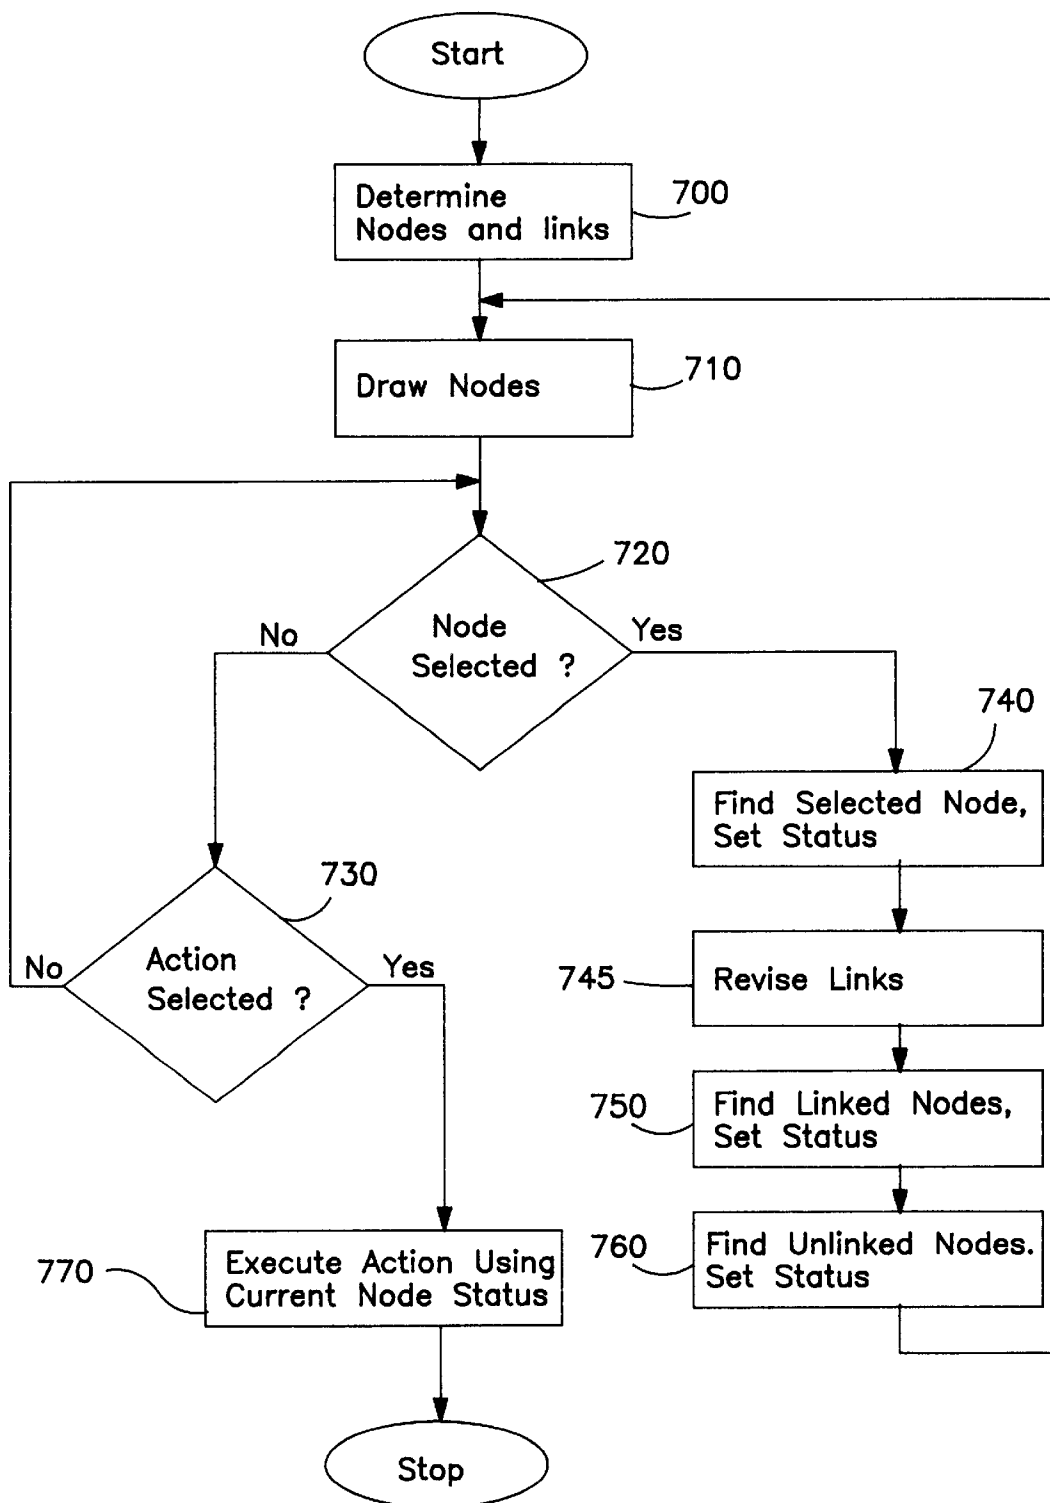 Start
Determine
Nodes and links
700
Draw Nodes
710
720
Node
Selected ?
No
Yes
740
Find Selected Node,
Set Status
730
Action
Selected ?
No
Yes
745
Revise Links
750
Find Linked Nodes,
Set Status
760
Find Unlinked Nodes.
Set Status
770
Execute Action Using
Current Node Status
Stop